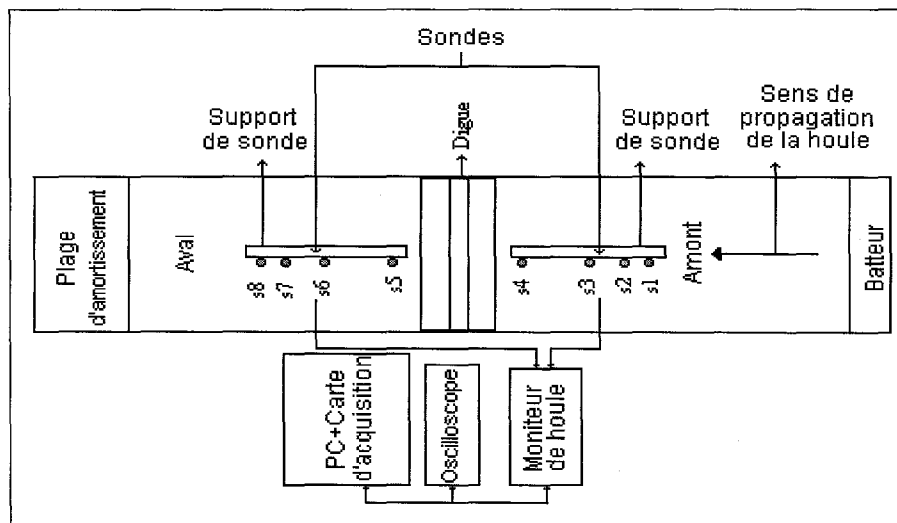 Sondes
Support
de sonde
Digue
Support
de sonde
Sens de
propagation
de la houle
Plage
d'amortissement
Aval
s8
s7
s6
s5
s4
s3
s2
s1
Amont
Batteur
PC+Carte
d'acquisition
Oscilloscope
Moniteur
de houle